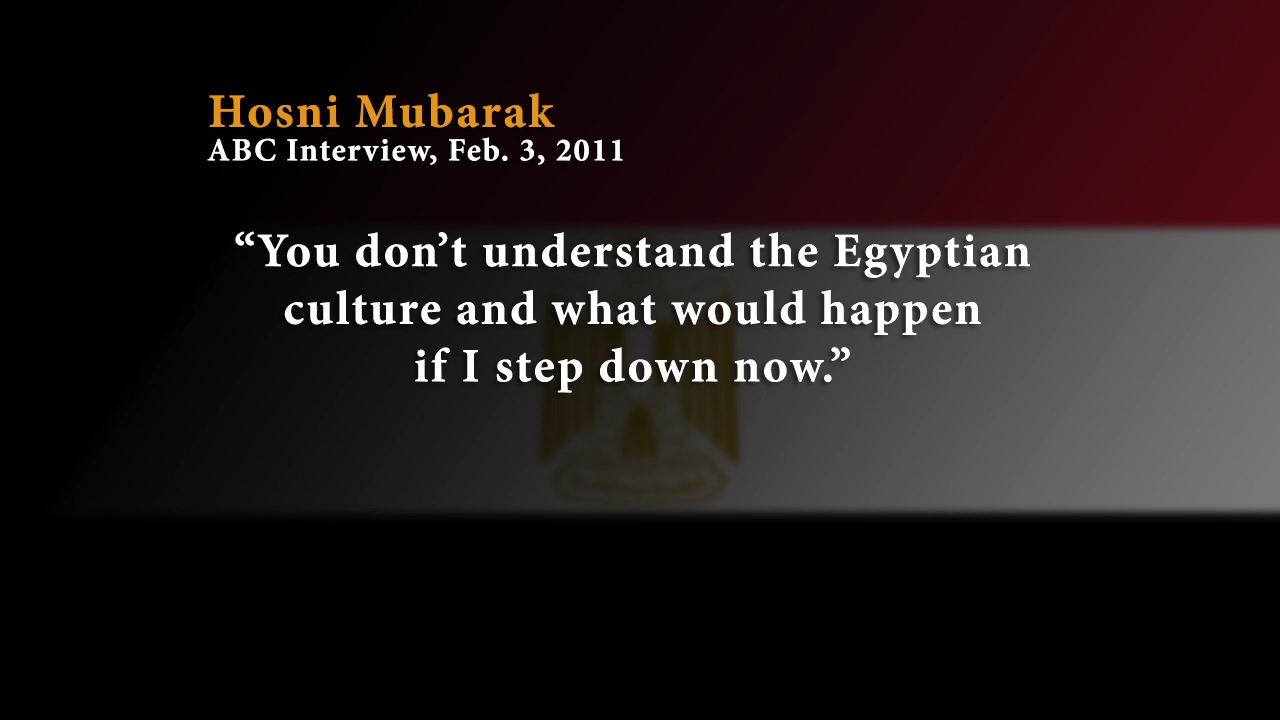 Hosni Mubarak
ABC Interview, Feb. 3, 2011
“You don’t understand the Egyptian
culture and what would happen
if I step down now.”